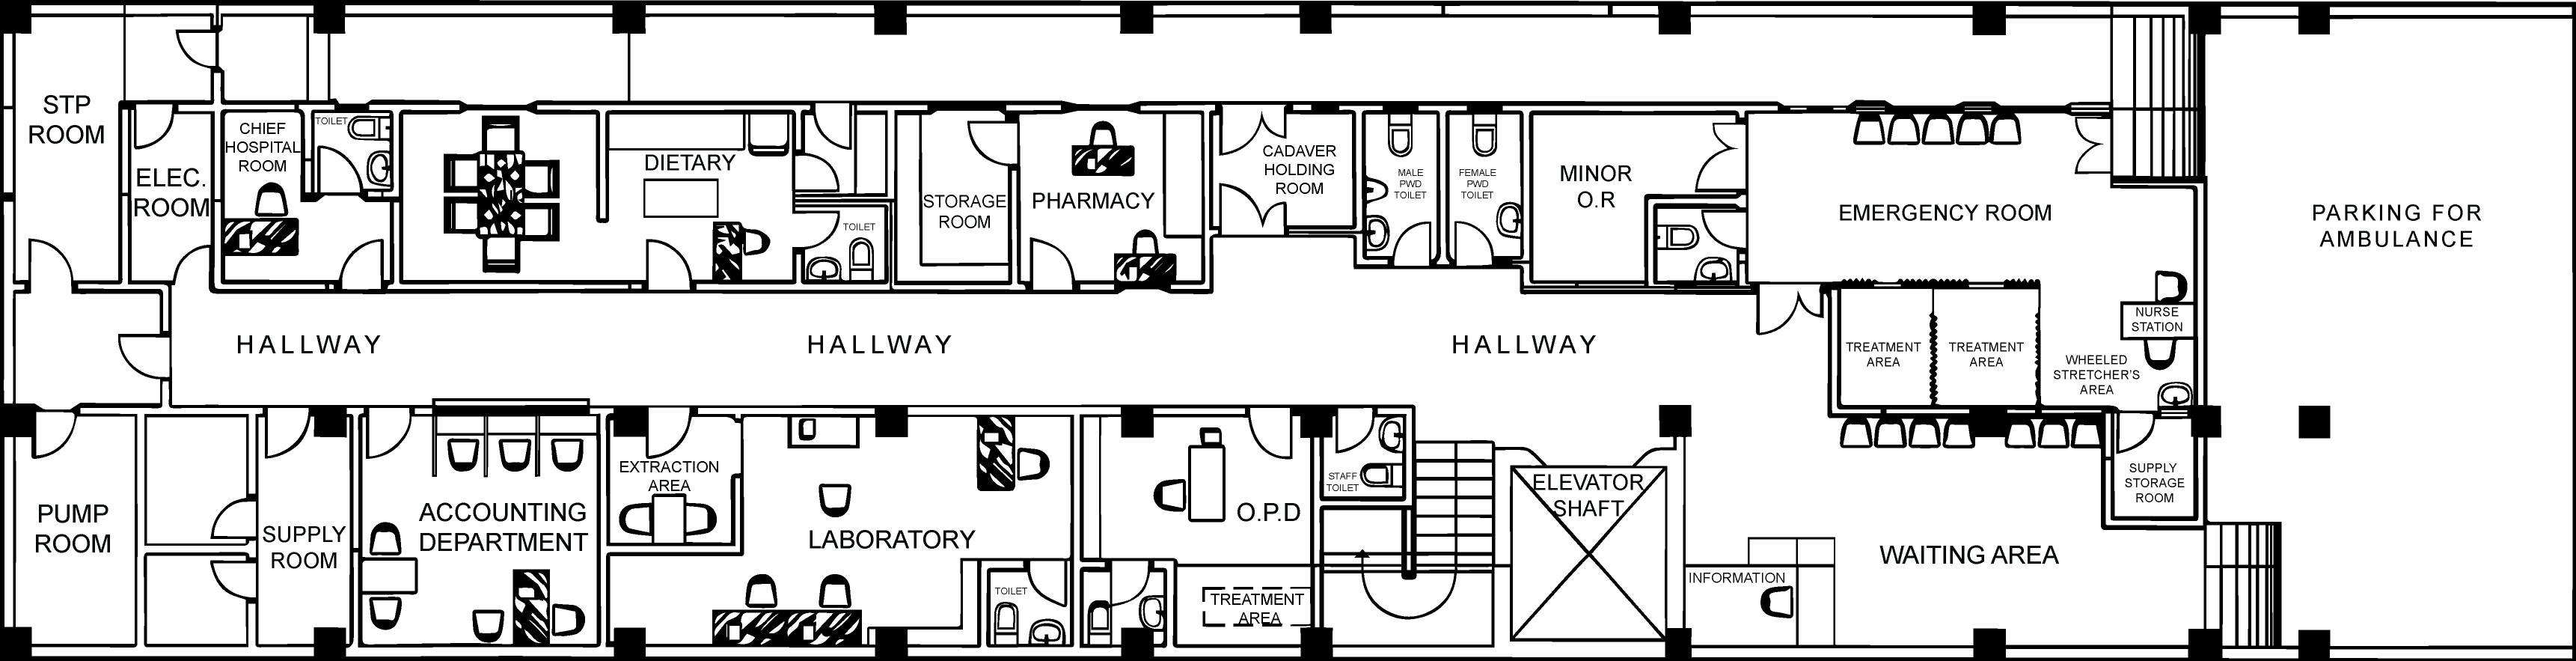 STP
ROOM
ELEC.
ROOM
CHIEF
HOSPITAL
ROOM
TOILET
DIETARY
TOILET
STORAGE
ROOM
PHARMACY
CADAVER
HOLDING
ROOM
MALE
PWD
TOILET
FEMALE
PWD
TOILET
MINOR
O.R
EMERGENCY ROOM
PARKING FOR
AMBULANCE
HALLWAY
HALLWAY
HALLWAY
TREATMENT
AREA
TREATMENT
AREA
NURSE
STATION
WHEELED
STRETCHER'S
AREA
PUMP
ROOM
SUPPLY
ROOM
ACCOUNTING
DEPARTMENT
EXTRACTION
AREA
LABORATORY
TOILET
O.P.D
TREATMENT
AREA
STAFF
TOILET
ELEVATOR
SHAFT
INFORMATION
WAITING AREA
SUPPLY
STORAGE
ROOM